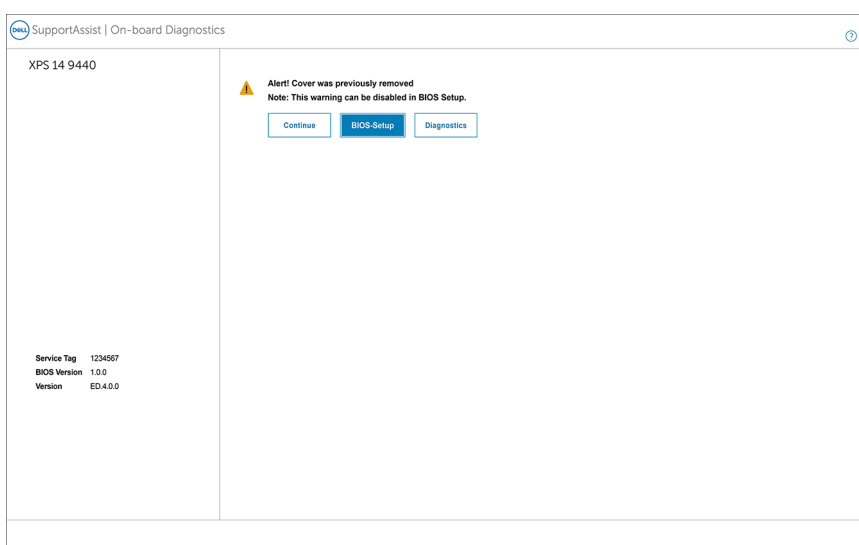 DELL SupportAssist | On-board Diagnostics
?
XPS 14 9440
Alert! Cover was previously removed
Note: This warning can be disabled in BIOS Setup.
Continue BIOS-Setup Diagnostics
Service Tag 1234567
BIOS Version 1.0.0
Version ED.4.0.0